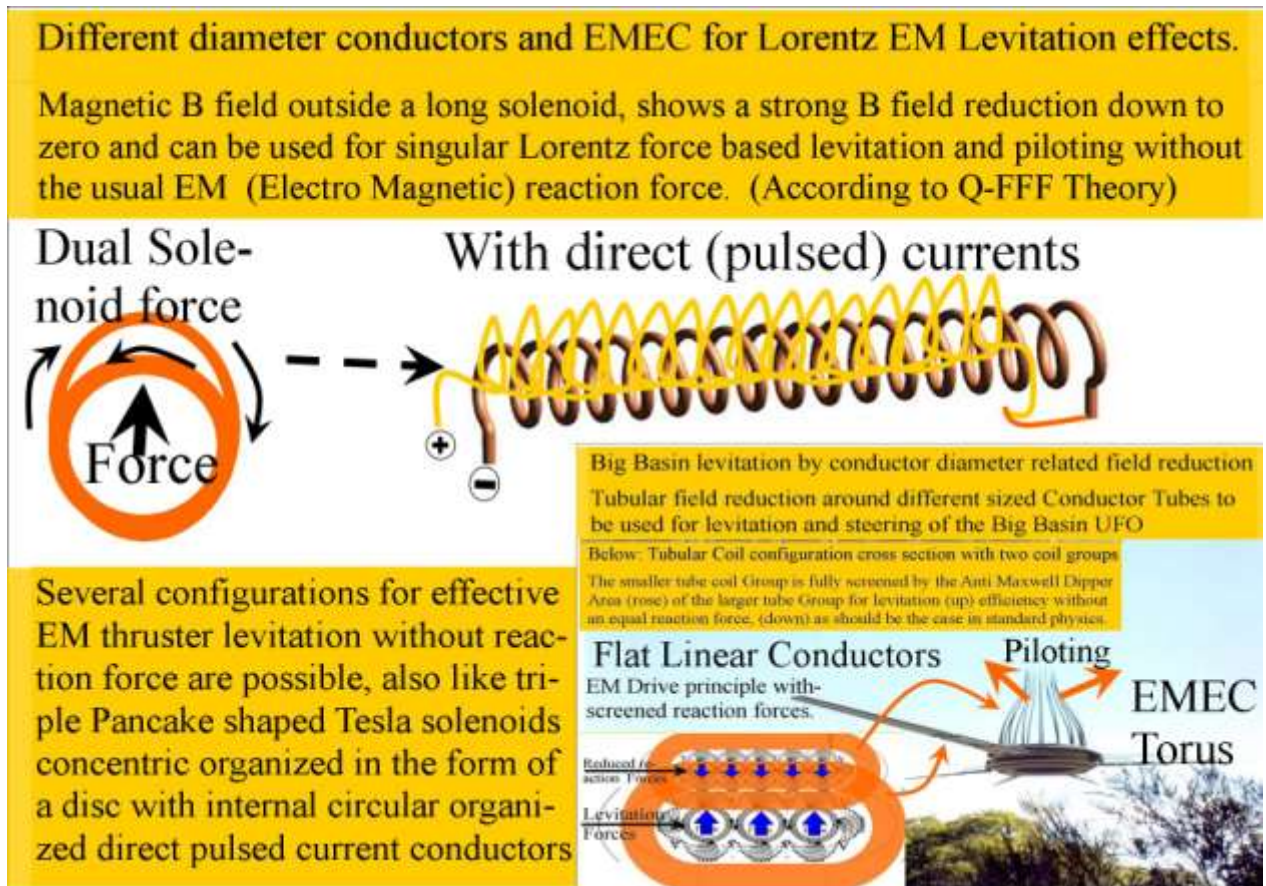 Different diameter conductors and EMEC for Lorentz EM Levitation effects.
Magnetic B field outside a long solenoid, shows a strong B field reduction down to
zero and can be used for singular Lorentz force based levitation and piloting without
the usual EM (Electro Magnetic) reaction force. (According to Q-FFF Theory)
Dual Sole-
noid force
With direct (pulsed) currents
Force
+
−
Big Basin levitation by conductor diameter related field reduction
Tubular field reduction around different sized Conductor Tubes to
be used for levitation and steering of the Big Basin UFO
Below: Tubular Coil configuration cross section with two coil groups
The smaller tube coil Group is fully screened by the Anti Maxwell Dipper
Area (rose) of the larger tube Group for levitation (up) efficiency without
an equal reaction force, (down) as should be the case in standard physics.
Several configurations for effective
EM thruster levitation without reac-
tion force are possible, also like tri-
ple Pancake shaped Tesla solenoids
concentric organized in the form of
a disc with internal circular organi-
zed direct pulsed current conductors
Flat Linear Conductors
EM Drive principle with-
screened reaction forces.
Piloting
EMEC
Torus
Reduced re-
action Forces
Levitation
Forces